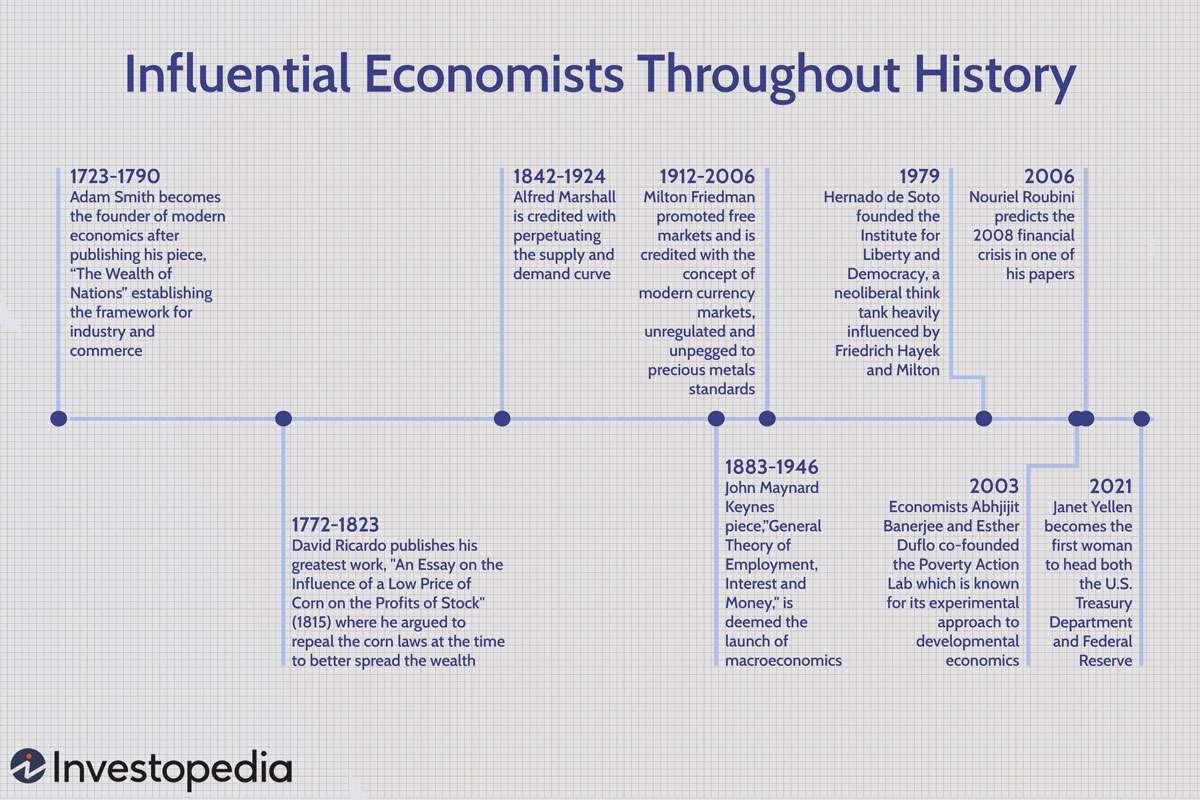 Influential Economists Throughout History
1723-1790
Adam Smith becomes
the founder of modern
economics after
publishing his piece,
“The Wealth of
Nations” establishing
the framework for
industry and
commerce
1772-1823
David Ricardo publishes his
greatest work, "An Essay on the
Influence of a Low Price of
Corn on the Profits of Stock"
(1815) where he argued to
repeal the corn laws at the time
to better spread the wealth
1842-1924
Alfred Marshall
is credited with
perpetuating
the supply and
demand curve
1883-1946
John Maynard
Keynes
piece,”General
Theory of
Employment,
Interest and
Money,” is
deemed the
launch of
macroeconomics
1912-2006
Milton Friedman
promoted free
markets and is
credited with the
concept of
modern currency
markets,
unregulated and
unpegged to
precious metals
standards
1979
Hernado de Soto
founded the
Institute for
Liberty and
Democracy, a
neoliberal think
tank heavily
influenced by
Friedrich Hayek
and Milton
2003
Economists Abhjijit
Banerjee and Esther
Duflo co-founded
the Poverty Action
Lab which is known
for its experimental
approach to
developmental
economics
2006
Nouriel Roubini
predicts the
2008 financial
crisis in one of
his papers
2021
Janet Yellen
becomes the
first woman
to head both
the U.S.
Treasury
Department
and Federal
Reserve
Investopedia